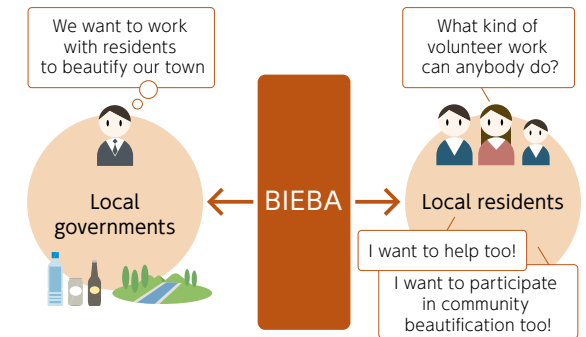 We want to work
with residents
to beautify our town
What kind of
volunteer work
can anybody do?
Local
governments
BIEBA
Local residents
I want to help too!
I want to participate
in community
beautification too!